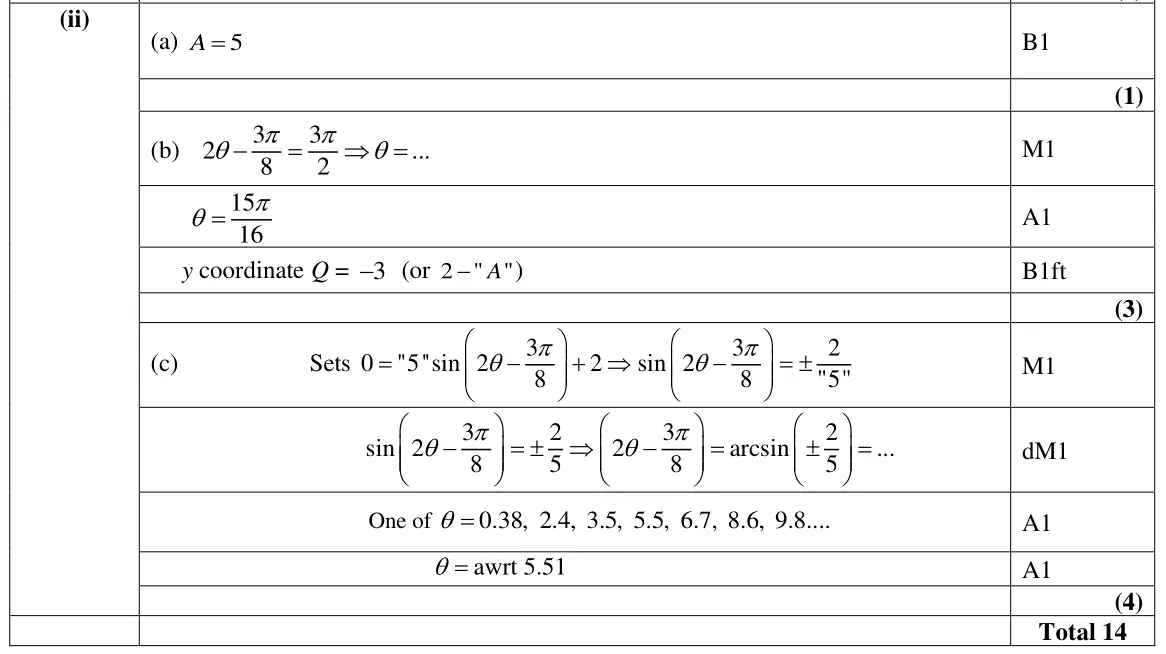 (ii)
(a) A = 5 B1
(1)
(b) 2θ − 3π/8 = 3π/2 ⇒ θ = ... M1
θ = 15π/16 A1
y coordinate Q = −3 (or 2 − "A") B1ft
(3)
(c) Sets 0 = "5" sin(2θ − 3π/8) + 2 ⇒ sin(2θ − 3π/8) = ± 2/"5" M1
sin(2θ − 3π/8) = ± 2/5 ⇒ (2θ − 3π/8) = arcsin(± 2/5) = ... dM1
One of θ = 0.38, 2.4, 3.5, 5.5, 6.7, 8.6, 9.8.... A1
θ = awrt 5.51 A1
(4)
Total 14